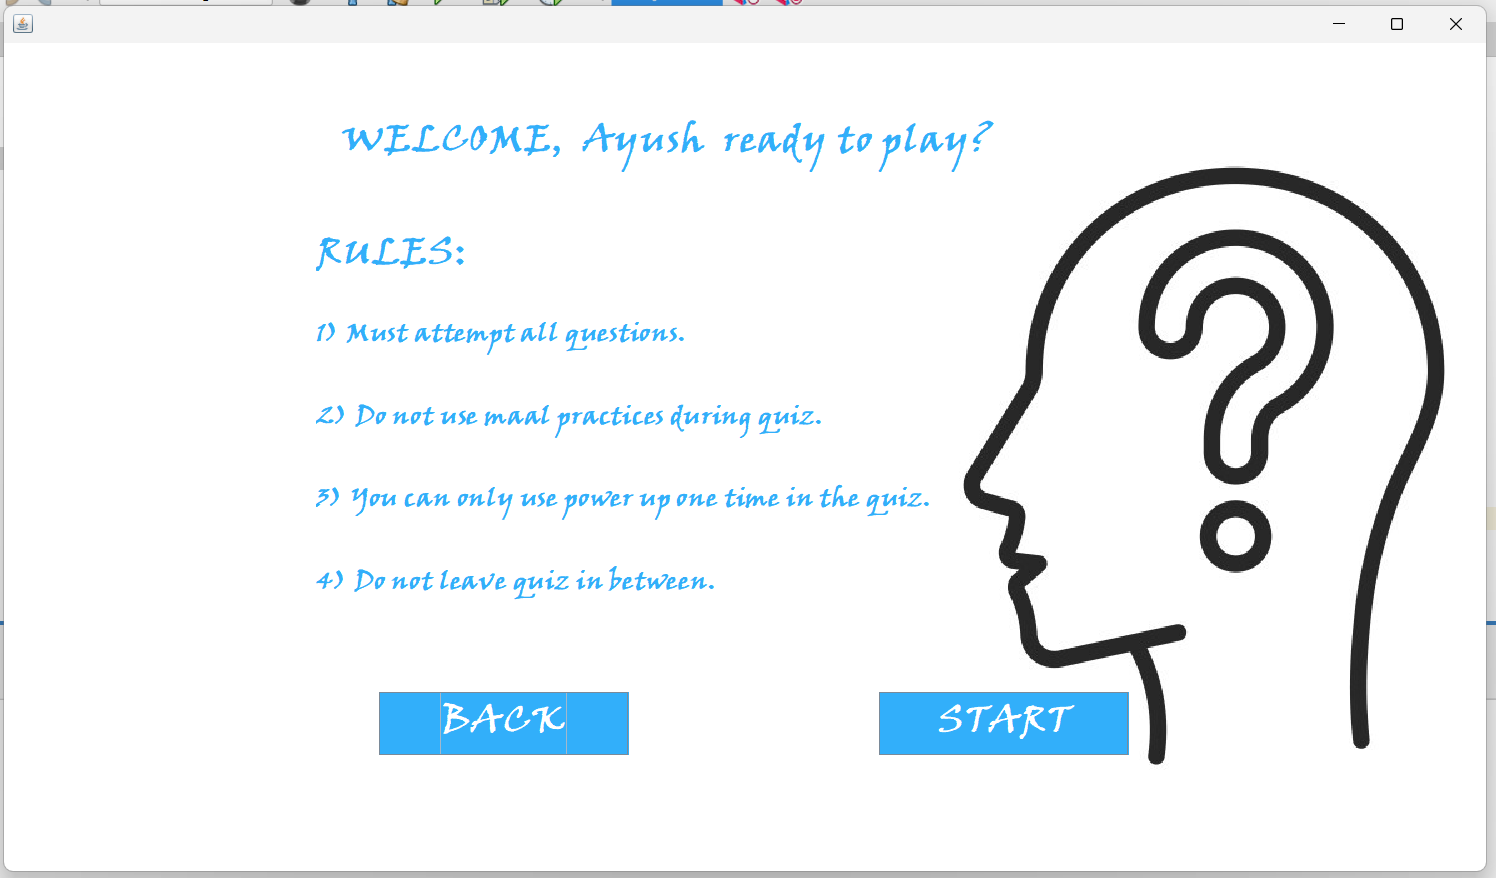 WELCOME, Ayush ready to play?
RULES:
1) Must attempt all questions.
2) Do not use maal practices during quiz.
3) You can only use power up one time in the quiz.
4) Do not leave quiz in between.
BACK
START